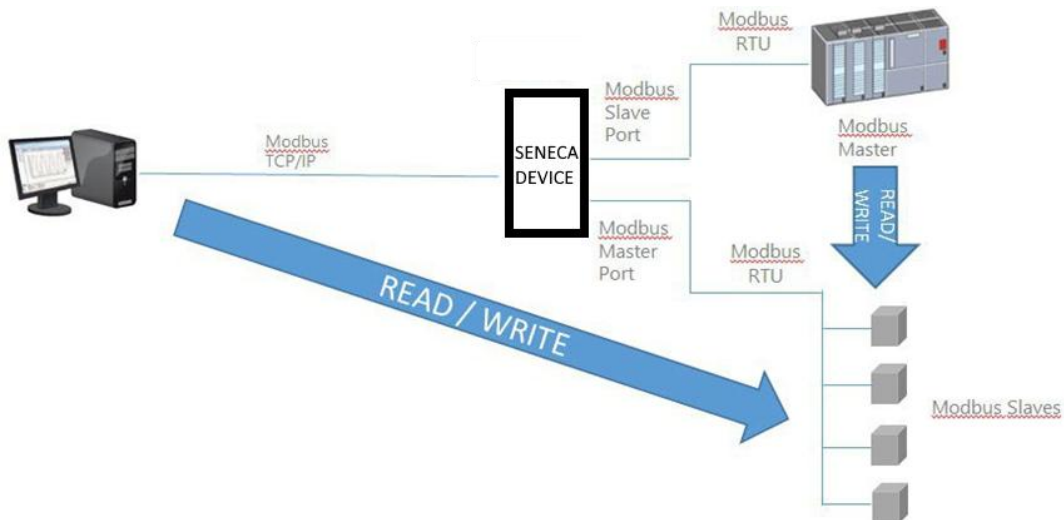 Modbus
RTU
Modbus
Slave
Port
Modbus
Master
Modbus
TCP/IP
SENECA
DEVICE
READ/
WRITE
Modbus
Master
Port
Modbus
RTU
READ / WRITE
Modbus Slaves